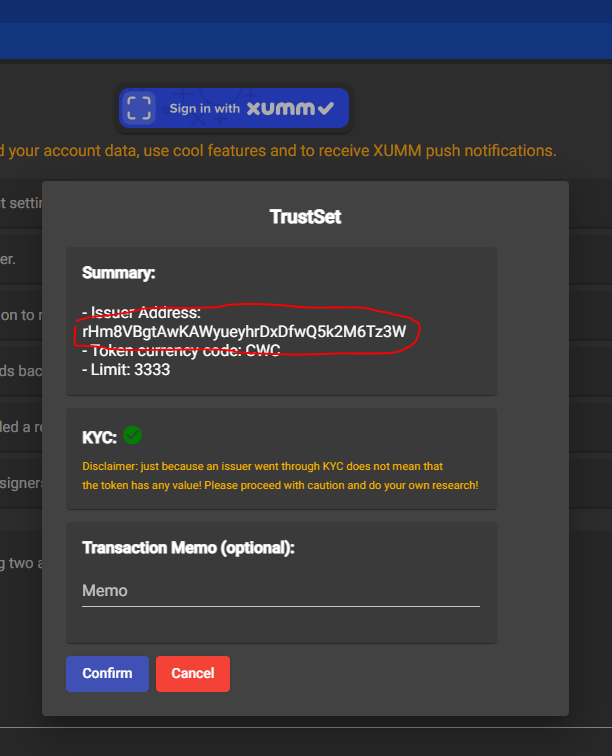 Sign in with xumm
d your account data, use cool features and to receive XUMM push notifications.
t settin
TrustSet
er.
Summary:
- Issuer Address:
on to r
rHm8VBgtAwKAWyueyhrDxDfwQ5k2M6Tz3W
- Token currency code: CWC
ds bac
- Limit: 3333
led a re
KYC:
Disclaimer: just because an issuer went through KYC does not mean that
signers
the token has any value! Please proceed with caution and do your own research!
Transaction Memo (optional):
ng two a
Memo
Confirm Cancel